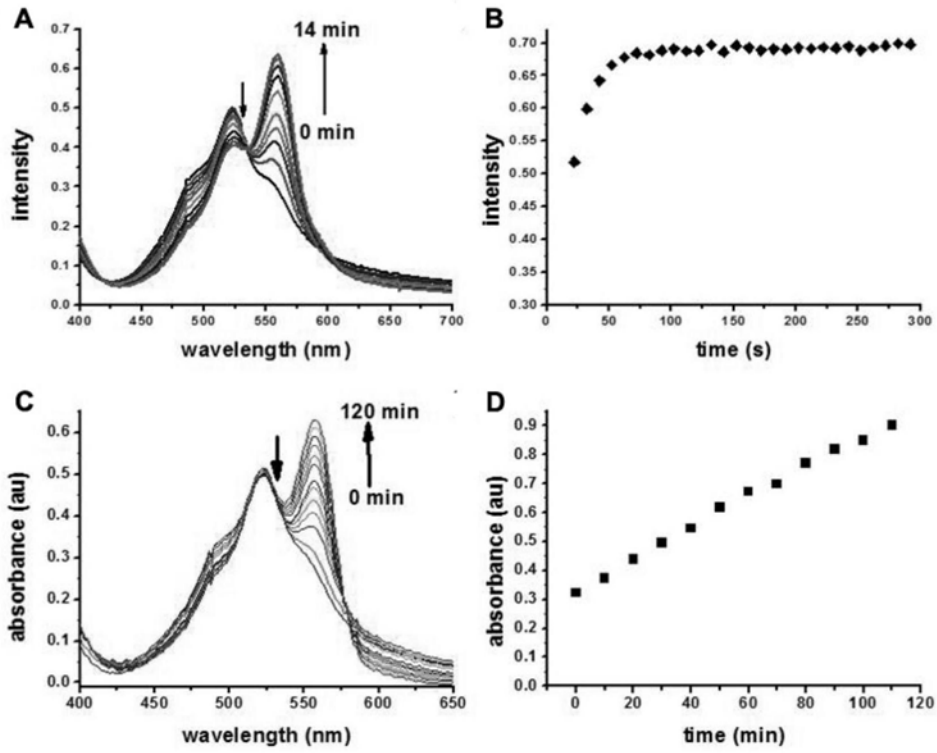 A
14 min
0 min
intensity
0.7
0.6
0.5
0.4
0.3
0.2
0.1
0.0
400 450 500 550 600 650 700
wavelength (nm)
B
intensity
0.70
0.65
0.60
0.55
0.50
0.45
0.40
0.35
0.30
0 50 100 150 200 250 300
time (s)
C
120 min
0 min
absorbance (au)
0.6
0.5
0.4
0.3
0.2
0.1
0.0
400 450 500 550 600 650
wavelength (nm)
D
absorbance (au)
0.9
0.8
0.7
0.6
0.5
0.4
0.3
0.2
0.1
0.0
0 20 40 60 80 100 120
time (min)